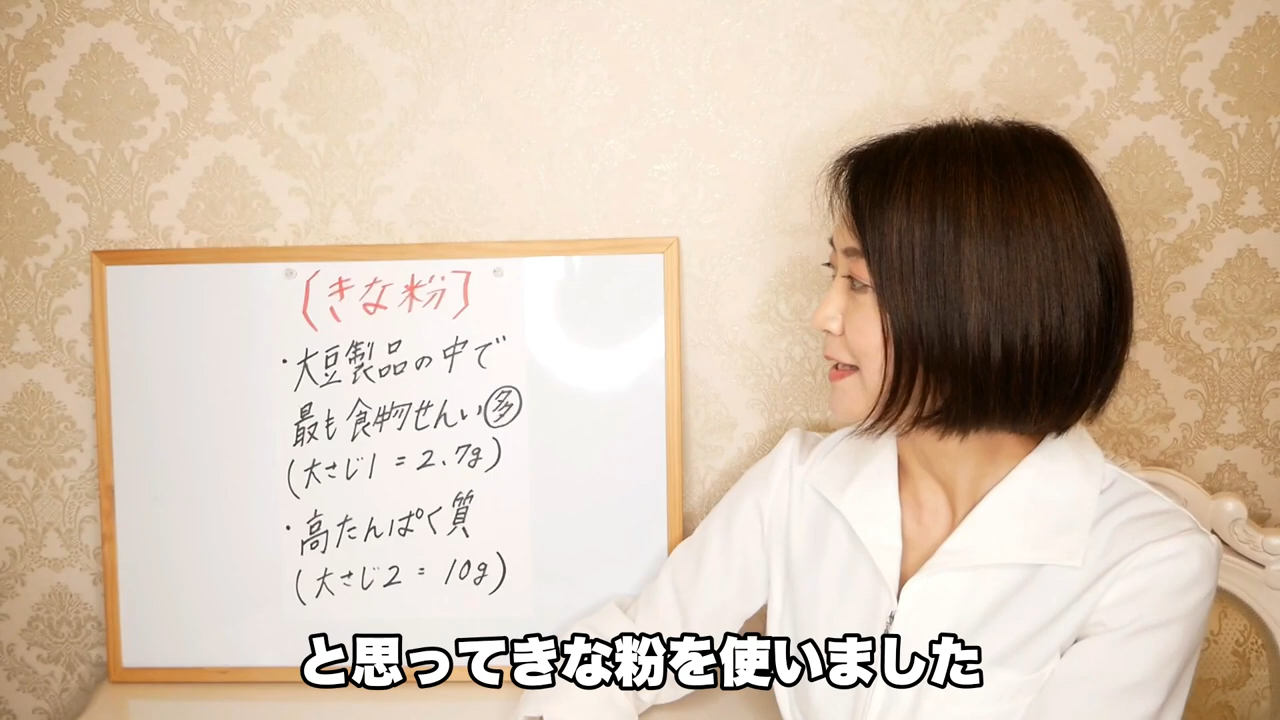 〔きな粉〕
・大豆製品の中で
最も食物せんい多
(大さじ1=2.7g)
・高たんぱく質
(大さじ2=10g)
と思ってきな粉を使いました